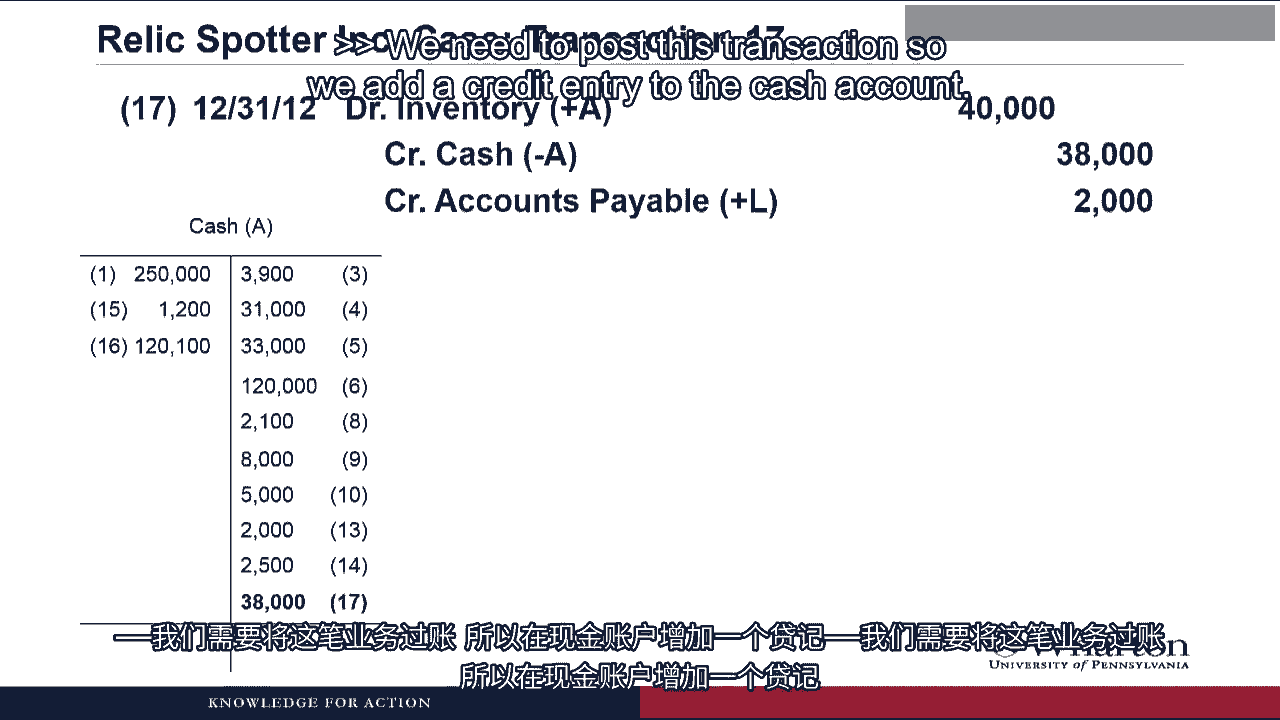 Relic Spotter Inc. Case: Transaction 17
>> We need to post this transaction so
we add a credit entry to the cash account.
(17) 12/31/12 Dr. Inventory (+A) 40,000
Cr. Cash (-A) 38,000
Cr. Accounts Payable (+L) 2,000
Cash (A)
(1) 250,000 3,900 (3)
(15) 1,200 31,000 (4)
(16) 120,100 33,000 (5)
120,000 (6)
2,100 (8)
8,000 (9)
5,000 (10)
2,000 (13)
2,500 (14)
38,000 (17)
—我们需要将这笔业务过账 所以在现金账户增加一个贷记—我们需要将这笔业务过账
所以在现金账户增加一个贷记
Wharton
UNIVERSITY of PENNSYLVANIA
KNOWLEDGE FOR ACTION